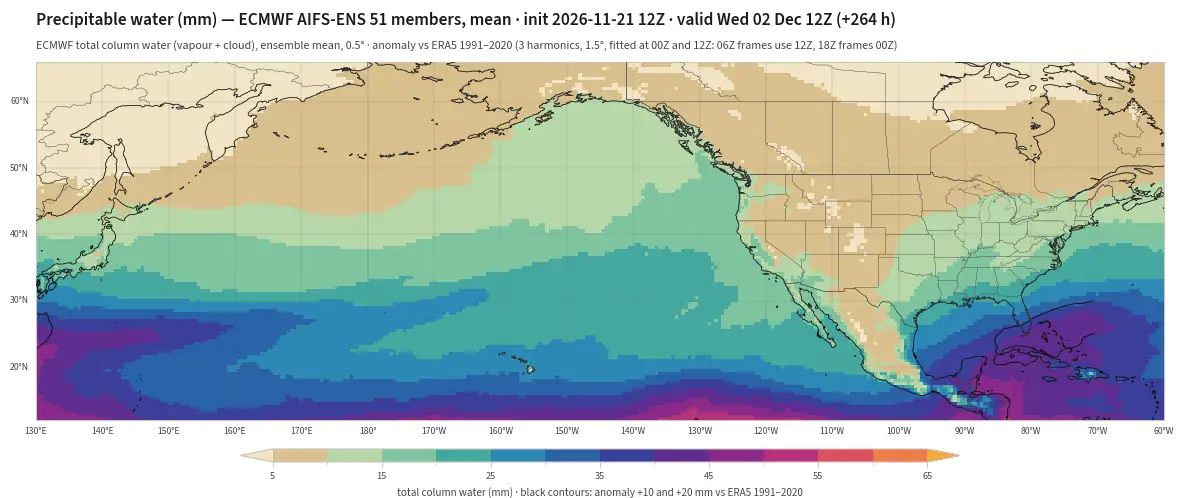 Precipitable water (mm) — ECMWF AIFS-ENS 51 members, mean · init 2026-11-21 12Z · valid Wed 02 Dec 12Z (+264 h)
ECMWF total column water (vapour + cloud), ensemble mean, 0.5° · anomaly vs ERA5 1991–2020 (3 harmonics, 1.5°, fitted at 00Z and 12Z: 06Z frames use 12Z, 18Z frames 00Z)
60°N
50°N
40°N
30°N
20°N
130°E 140°E 150°E 160°E 170°E 180° 170°W 160°W 150°W 140°W 130°W 120°W 110°W 100°W 90°W 80°W 70°W 60°W
5 15 25 35 45 55 65
total column water (mm) · black contours: anomaly +10 and +20 mm vs ERA5 1991–2020